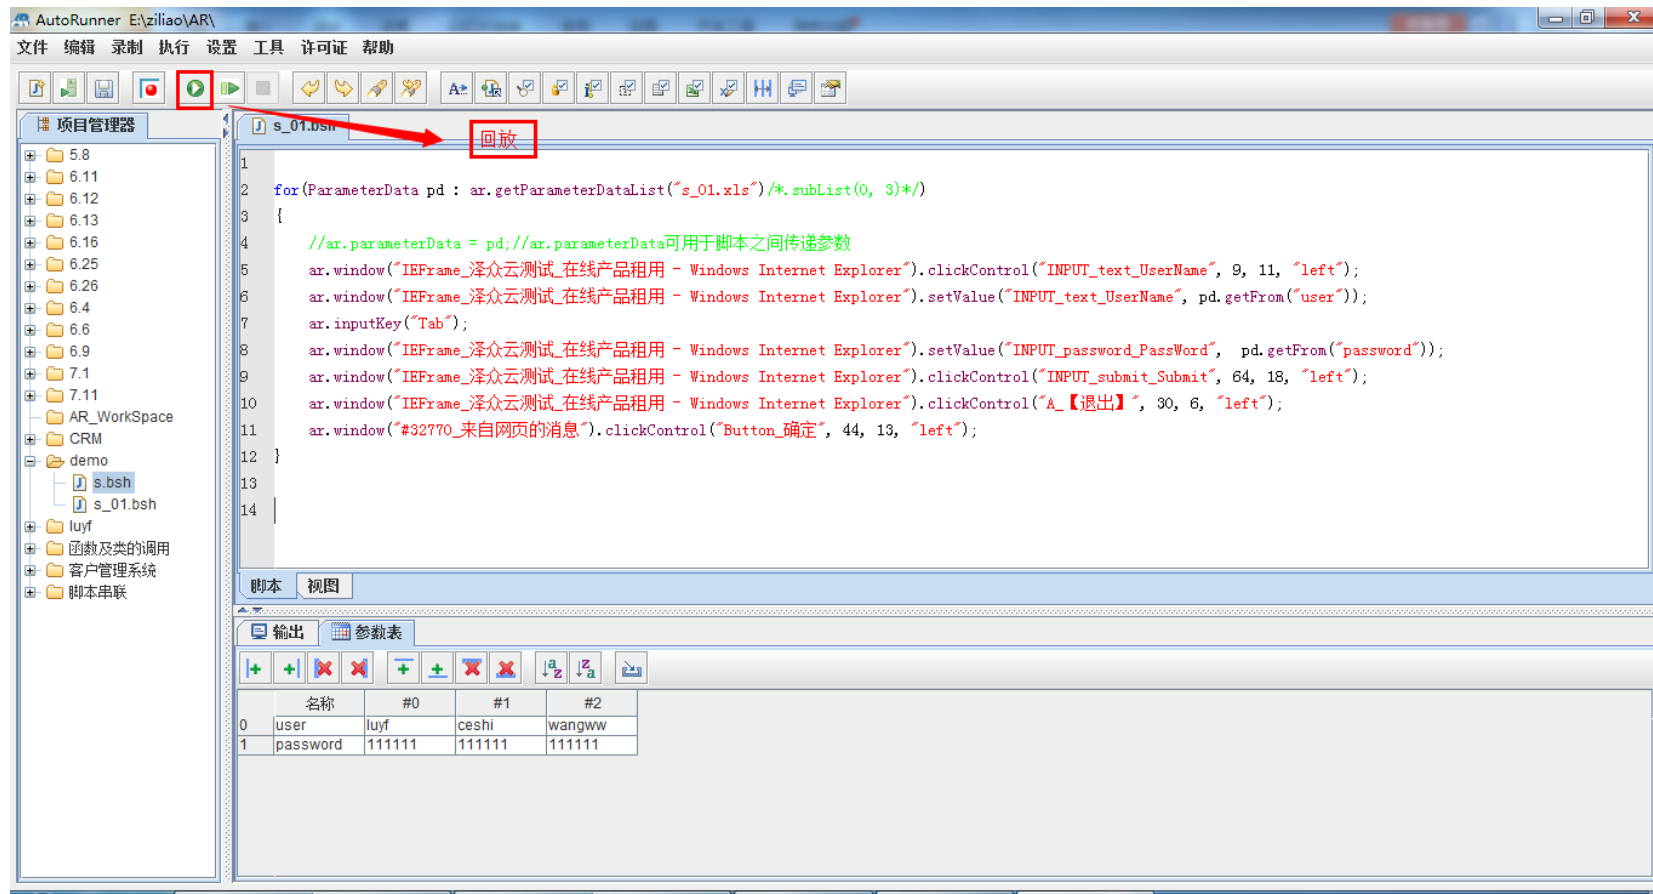 AutoRunner E:\ziliao\AR\
文件 编辑 录制 执行 设置 工具 许可证 帮助
项目管理器
s_01.bsh
回放
5.8
6.11
6.12
6.13
6.16
6.25
6.26
6.4
6.6
6.9
7.1
7.11
AR_WorkSpace
CRM
demo
s.bsh
s_01.bsh
luyf
函数及类的调用
客户管理系统
脚本串联
1
2 for(ParameterData pd : ar.getParameterDataList("s_01.xls")/*.subList(0, 3)*/)
3 {
4 //ar.parameterData = pd;//ar.parameterData可用于脚本之间传递参数
5 ar.window("IEFrame_泽众云测试_在线产品租用 - Windows Internet Explorer").clickControl("INPUT_text_UserName", 9, 11, "left");
6 ar.window("IEFrame_泽众云测试_在线产品租用 - Windows Internet Explorer").setValue("INPUT_text_UserName", pd.getFrom("user"));
7 ar.inputKey("Tab");
8 ar.window("IEFrame_泽众云测试_在线产品租用 - Windows Internet Explorer").setValue("INPUT_password_PassWord", pd.getFrom("password"));
9 ar.window("IEFrame_泽众云测试_在线产品租用 - Windows Internet Explorer").clickControl("INPUT_submit_Submit", 64, 18, "left");
10 ar.window("IEFrame_泽众云测试_在线产品租用 - Windows Internet Explorer").clickControl("A_【退出】", 30, 6, "left");
11 ar.window("#32770_来自网页的消息").clickControl("Button_确定", 44, 13, "left");
12 }
13
14
脚本 视图
输出 参数表
名称 #0 #1 #2
0 user luyf ceshi wangww
1 password 111111 111111 111111